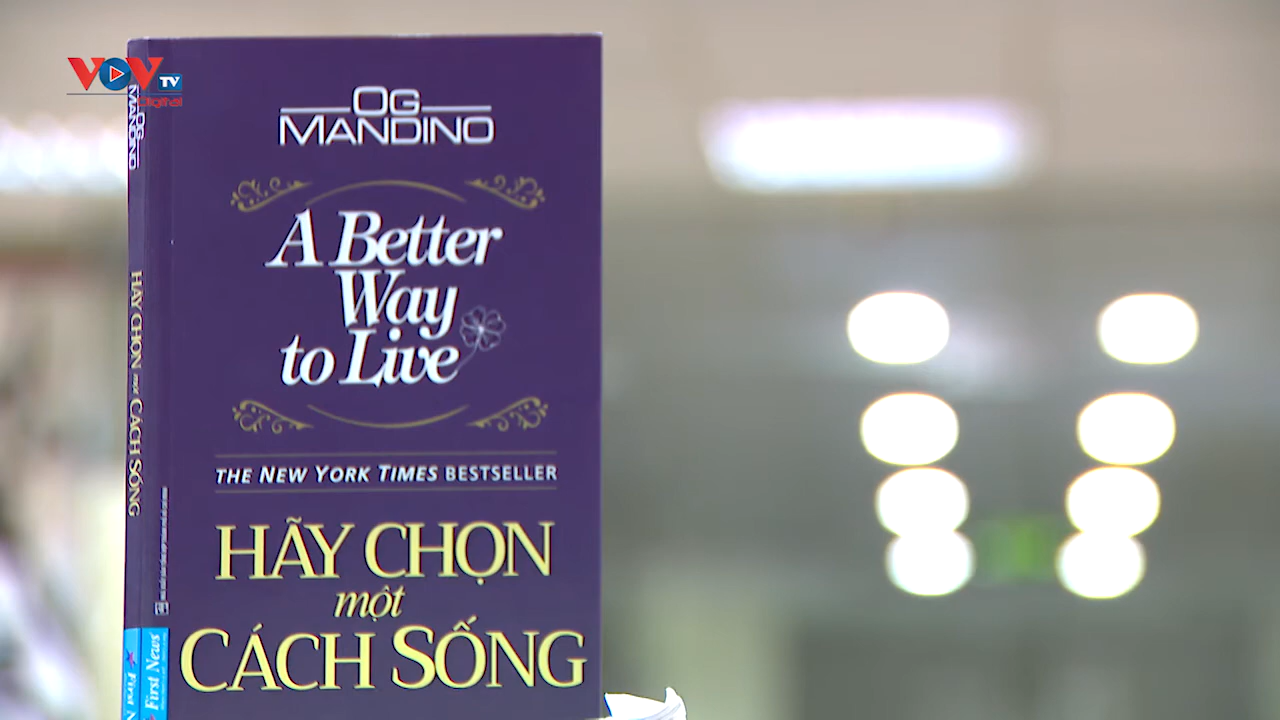 VOV TV
Digital
OG
MANDINO
A Better
Way
to Live
THE NEW YORK TIMES BESTSELLER
HÃY CHỌN
một
CÁCH SỐNG
OG
MANDINO
HÃY CHỌN một CÁCH SỐNG
First News
First N